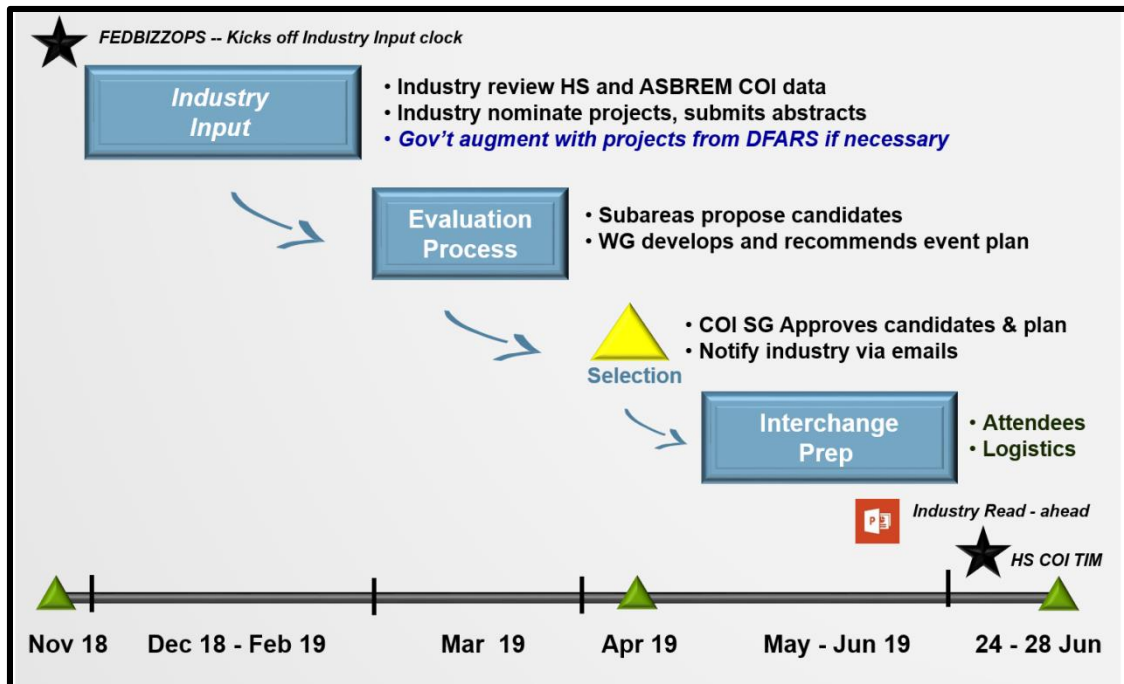 FEDBIZZOPS -- Kicks off Industry Input clock
Industry
Input
• Industry review HS and ASBREM COI data
• Industry nominate projects, submits abstracts
• Gov't augment with projects from DFARS if necessary
Evaluation
Process
• Subareas propose candidates
• WG develops and recommends event plan
Selection
• COI SG Approves candidates & plan
• Notify industry via emails
Interchange
Prep
• Attendees
• Logistics
P
Industry Read - ahead
HS COI TIM
Nov 18
Dec 18 - Feb 19
Mar 19
Apr 19
May - Jun 19
24 - 28 Jun